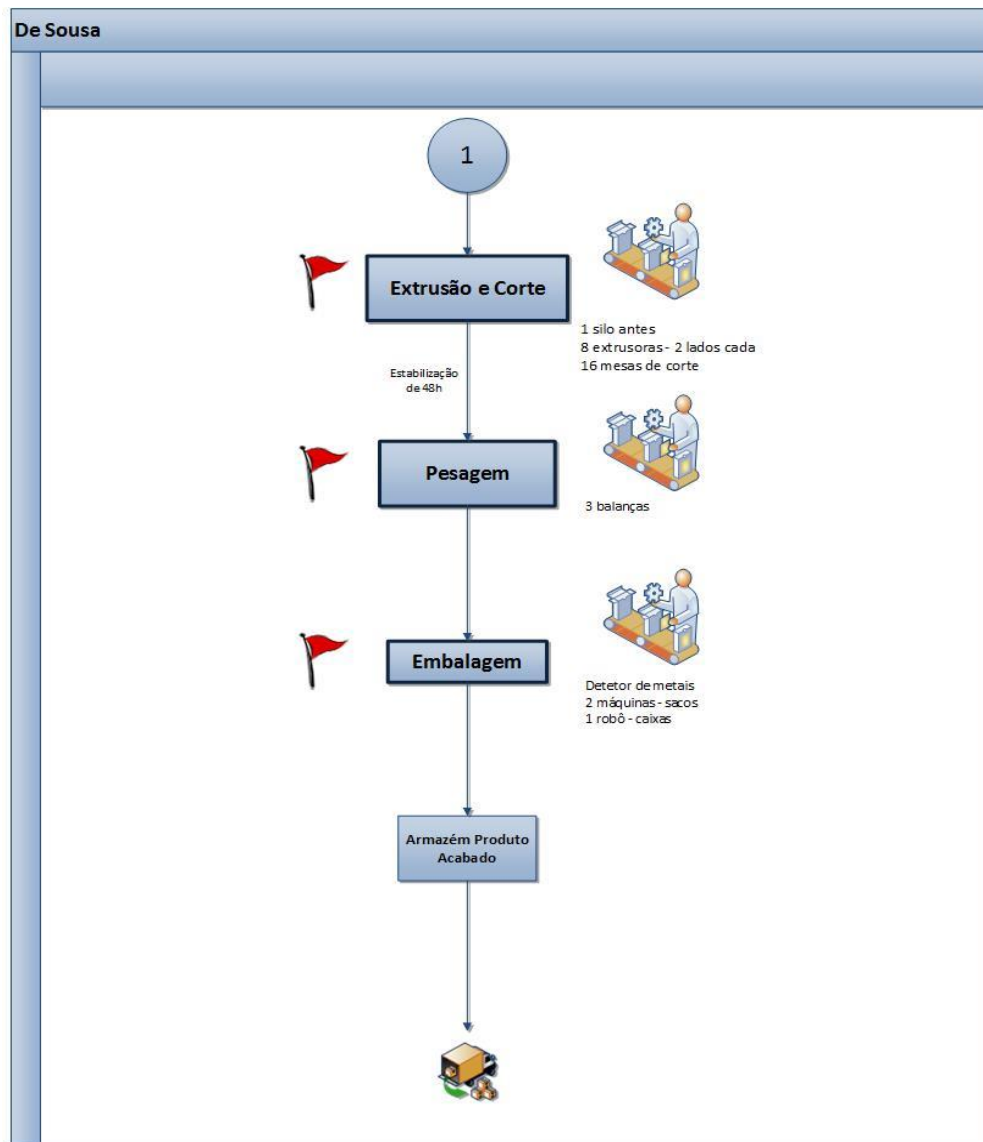 De Sousa
1
Extrusão e Corte
1 silo antes
8 extrusoras - 2 lados cada
16 mesas de corte
Estabilização
de 48h
Pesagem
3 balanças
Embalagem
Detetor de metais
2 máquinas - sacos
1 robô - caixas
Armazém Produto
Acabado